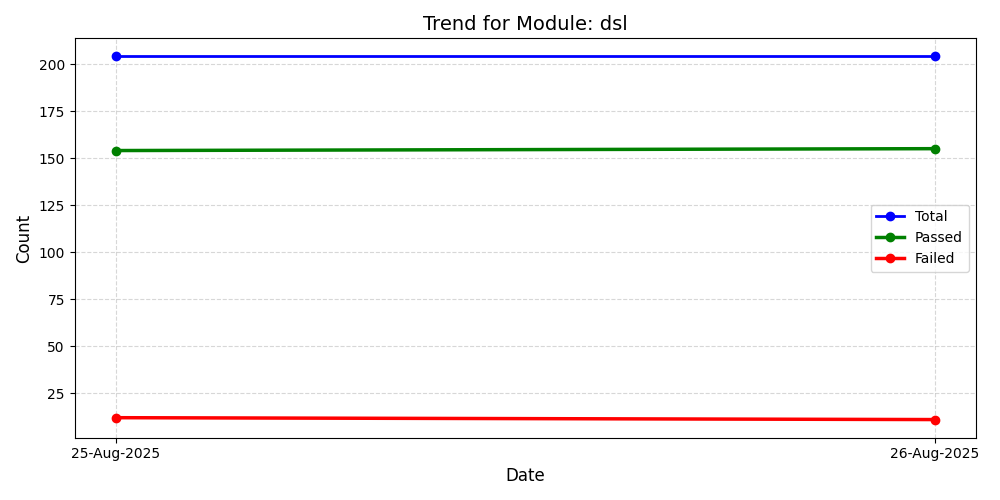 Trend for Module: dsl
200
175
150
125
100
75
50
25
Count
Total
Passed
Failed
25-Aug-2025
26-Aug-2025
Date